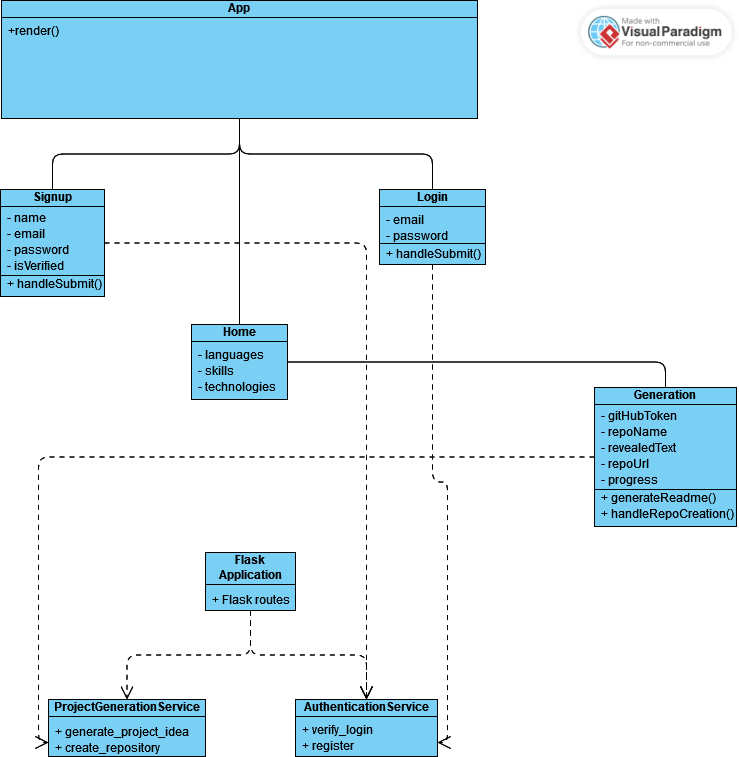 App
+render()
Made with
VisualParadigm
For non-commercial use
Signup
- name
- email
- password
- isVerified
+ handleSubmit()
Login
- email
- password
+ handleSubmit()
Home
- languages
- skills
- technologies
Generation
- gitHubToken
- repoName
- revealedText
- repoUrl
- progress
+ generateReadme()
+ handleRepoCreation()
Flask
Application
+ Flask routes
ProjectGenerationService
+ generate_project_idea
+ create_repository
AuthenticationService
+ verify_login
+ register